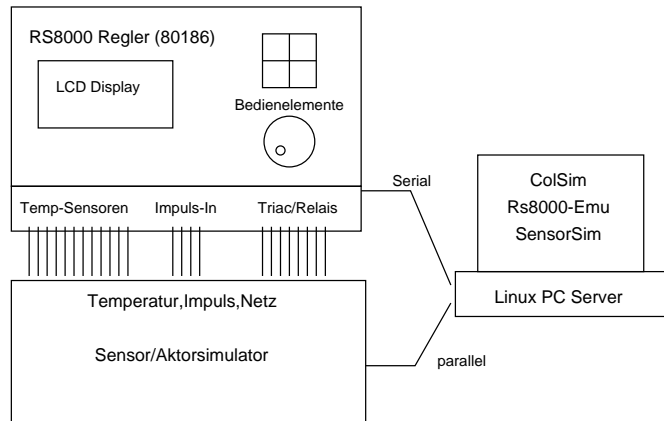 RS8000 Regler (80186)
LCD Display
Bedienelemente
Temp-Sensoren
Impuls-In
Triac/Relais
Serial
ColSim
Rs8000-Emu
SensorSim
Linux PC Server
Temperatur,Impuls,Netz
Sensor/Aktorsimulator
parallel